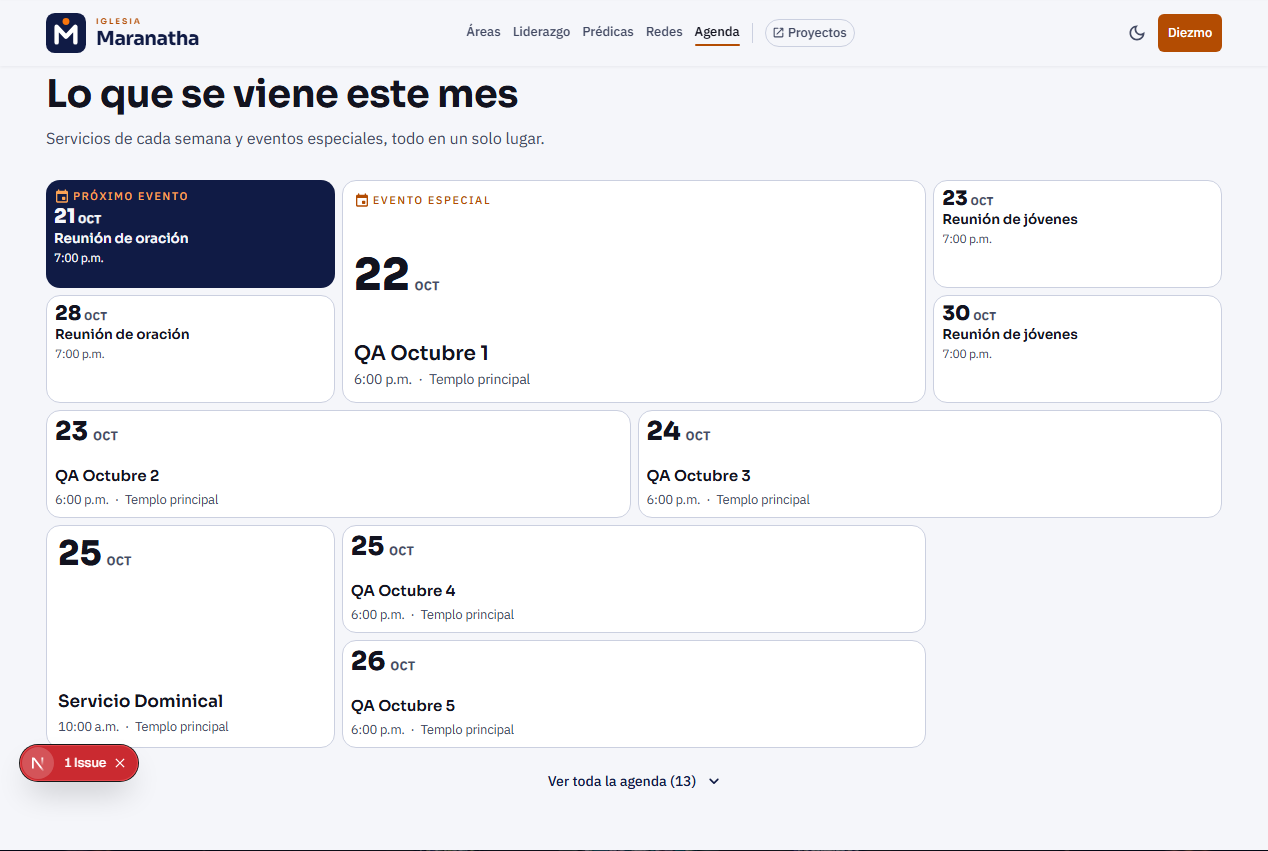 IGLESIA
Maranatha
Áreas Liderazgo Prédicas Redes Agenda Proyectos
Diezmo
Lo que se viene este mes
Servicios de cada semana y eventos especiales, todo en un solo lugar.
PRÓXIMO EVENTO
21 OCT
Reunión de oración
7:00 p.m.
28 OCT
Reunión de oración
7:00 p.m.
EVENTO ESPECIAL
22 OCT
QA Octubre 1
6:00 p.m. · Templo principal
23 OCT
Reunión de jóvenes
7:00 p.m.
30 OCT
Reunión de jóvenes
7:00 p.m.
23 OCT
QA Octubre 2
6:00 p.m. · Templo principal
24 OCT
QA Octubre 3
6:00 p.m. · Templo principal
25 OCT
Servicio Dominical
10:00 a.m. · Templo principal
25 OCT
QA Octubre 4
6:00 p.m. · Templo principal
26 OCT
QA Octubre 5
6:00 p.m. · Templo principal
N 1 Issue
Ver toda la agenda (13)